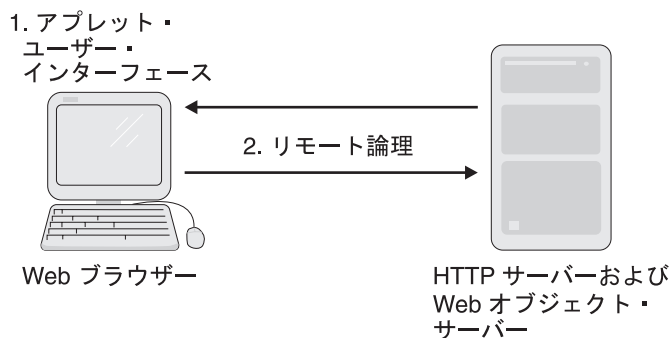 1. アプレット・
ユーザー・
インターフェース
2. リモート論理
Web ブラウザー
HTTP サーバーおよび
Web オブジェクト・
サーバー